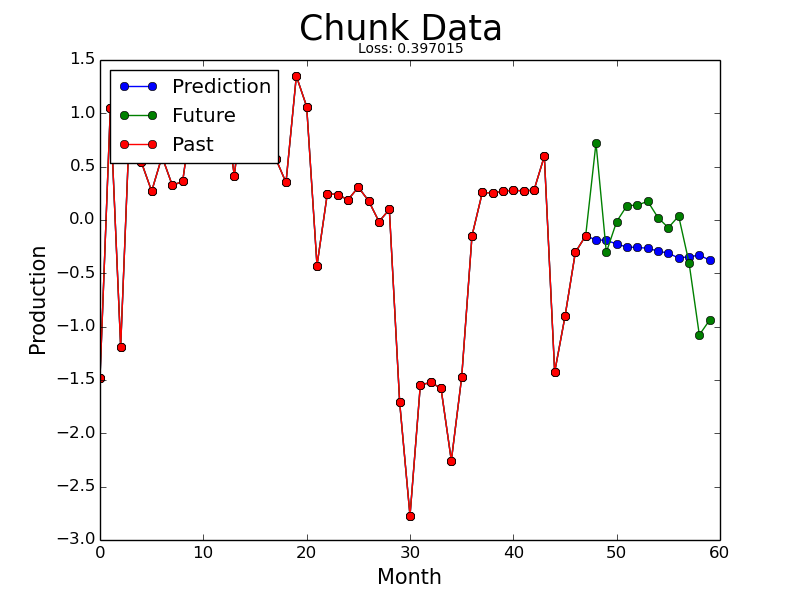 Chunk Data
Loss: 0.397015
1.5
1.0
0.5
0.0
−0.5
−1.0
−1.5
−2.0
−2.5
−3.0
Prediction
Future
Past
Production
0 10 20 30 40 50 60
Month